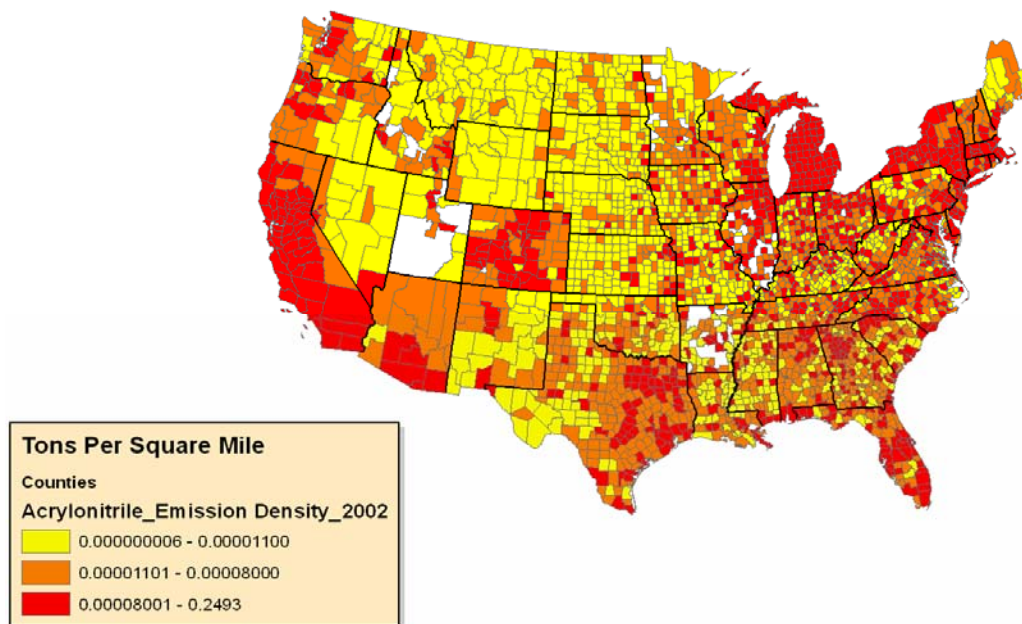 Tons Per Square Mile
Counties
Acrylonitrile_Emission Density_2002
0.000000006 - 0.00001100
0.00001101 - 0.00008000
0.00008001 - 0.2493